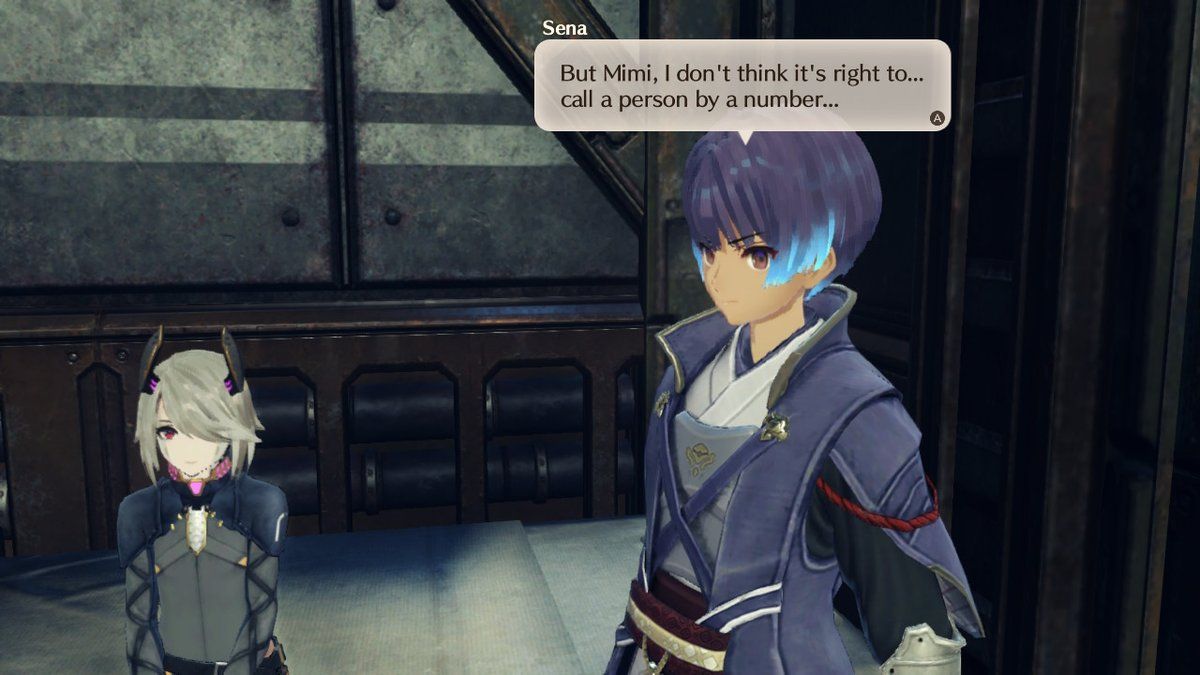 Sena
But Mimi, I don't think it's right to...
call a person by a number...
A